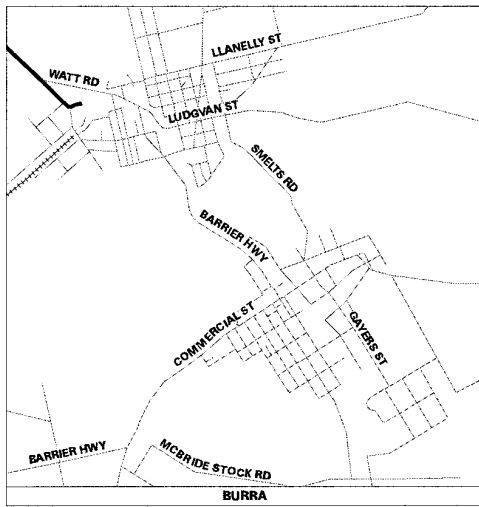 LLANELLY ST
WATT RD
LUDGVAN ST
SMELTS RD
BARRIER HWY
COMMERCIAL ST
GAYERS ST
BARRIER HWY
MCBRIDE STOCK RD
BURRA